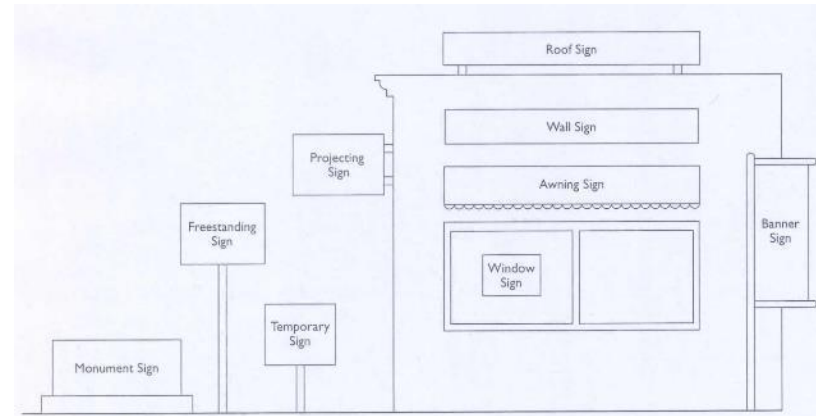 Roof Sign
Wall Sign
Projecting
Sign
Awning Sign
Freestanding
Sign
Banner
Sign
Window
Sign
Temporary
Sign
Monument Sign